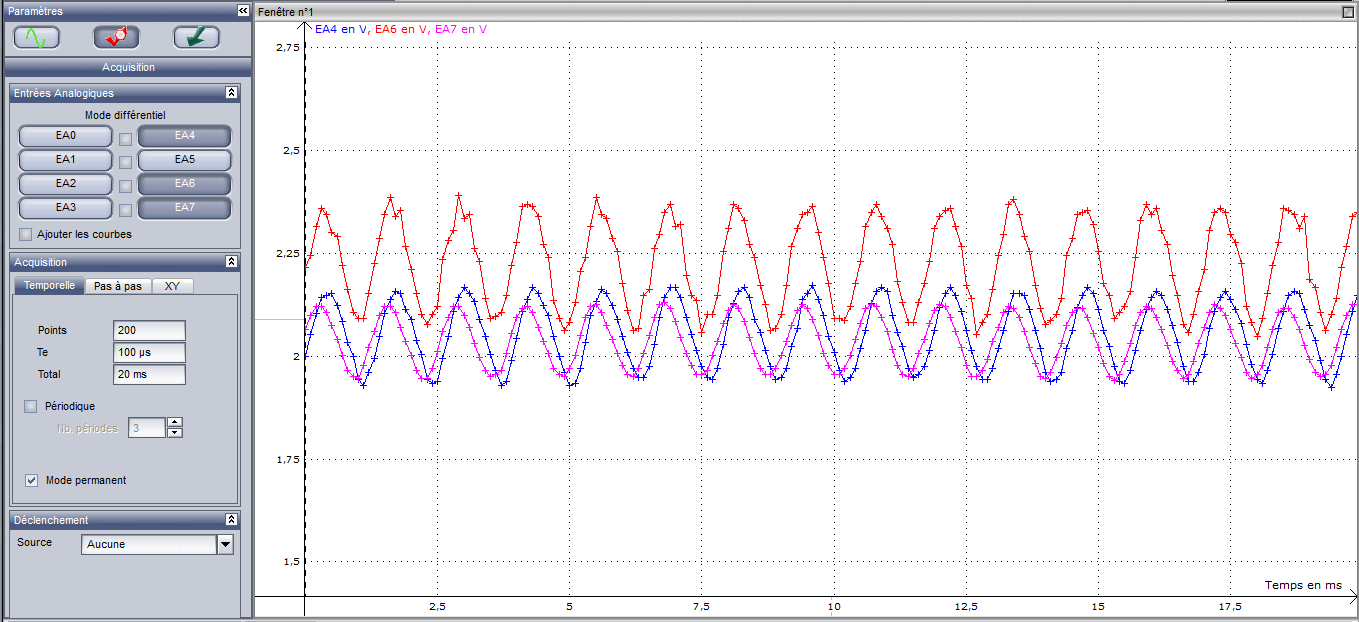 Paramètres
Acquisition
Entrées Analogiques
Mode différentiel
EA0 EA4
EA1 EA5
EA2 EA6
EA3 EA7
Ajouter les courbes
Acquisition
Temporelle Pas à pas XY
Points 200
Te 100 µs
Total 20 ms
Périodique
Nb. périodes 3
Mode permanent
Déclenchement
Source Aucune
Fenêtre n°1
EA4 en V, EA6 en V, EA7 en V
2,75
2,5
2,25
2
1,75
1,5
Temps en ms
2,5 5 7,5 10 12,5 15 17,5